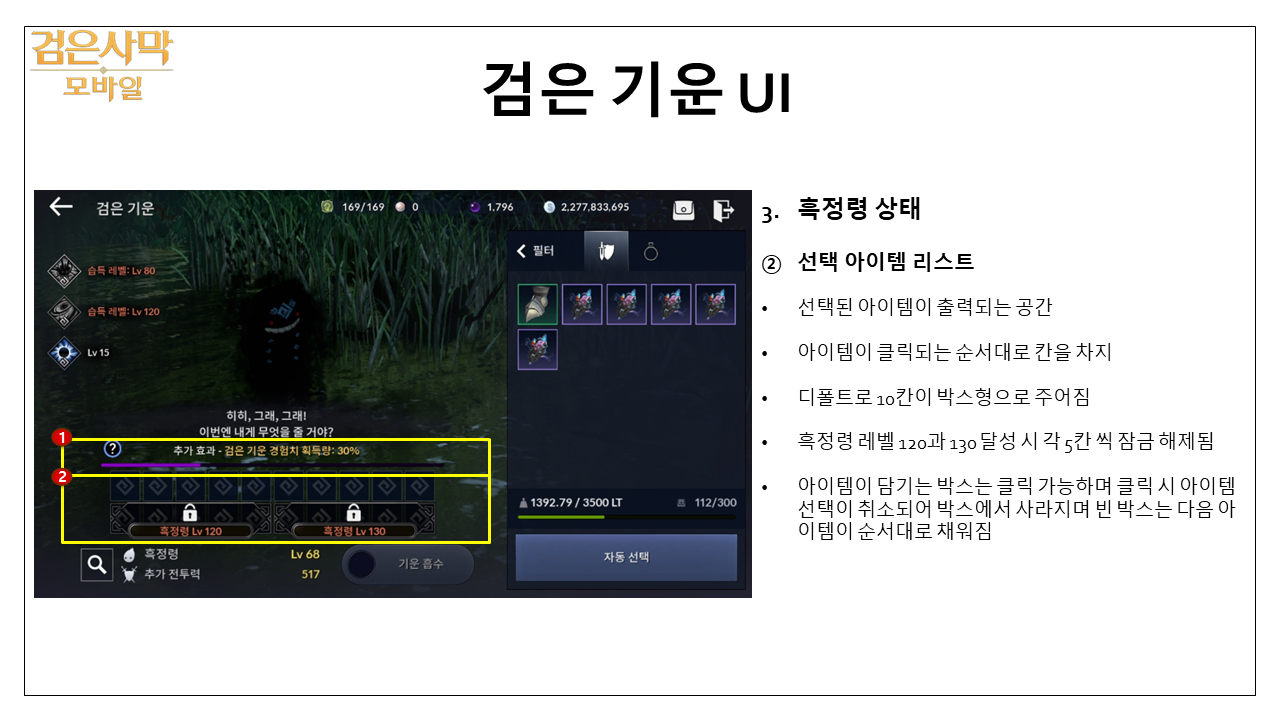 검은사막
모바일
검은 기운 UI
검은 기운
169/169
0
1,796
2,277,833,695
습득 레벨: Lv 80
습득 레벨: Lv 120
Lv 15
필터
히히, 그래, 그래!
이번엔 내게 무엇을 줄 거야?
1
?
추가 효과 - 검은 기운 경험치 획득량: 30%
2
흑정령 Lv 120
흑정령 Lv 130
흑정령
Lv 68
추가 전투력
517
기운 흡수
1392.79 / 3500 LT
112/300
자동 선택
3. 흑정령 상태
② 선택 아이템 리스트
• 선택된 아이템이 출력되는 공간
• 아이템이 클릭되는 순서대로 칸을 차지
• 디폴트로 10칸이 박스형으로 주어짐
• 흑정령 레벨 120과 130 달성 시 각 5칸 씩 잠금 해제됨
• 아이템이 담기는 박스는 클릭 가능하며 클릭 시 아이템
선택이 취소되어 박스에서 사라지며 빈 박스는 다음 아
이템이 순서대로 채워짐